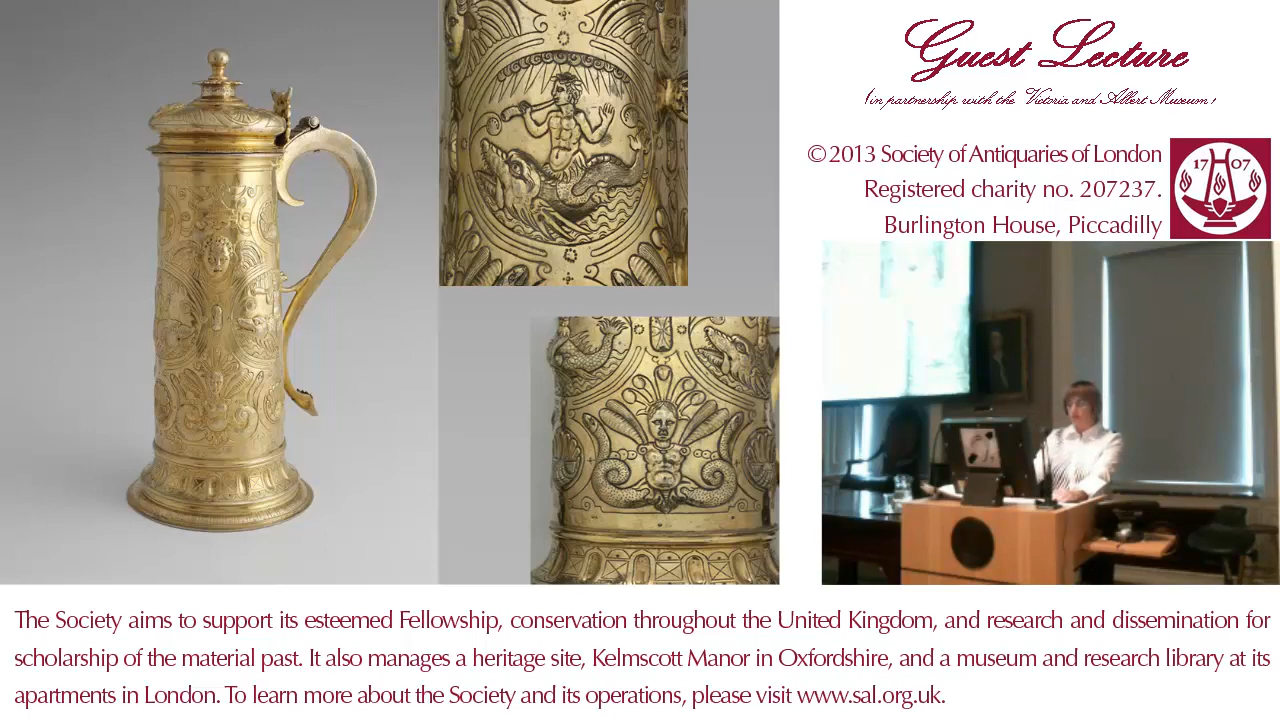 Guest Lecture
(in partnership with the Victoria and Albert Museum)
©2013 Society of Antiquaries of London
Registered charity no. 207237.
Burlington House, Piccadilly
17 07
The Society aims to support its esteemed Fellowship, conservation throughout the United Kingdom, and research and dissemination for
scholarship of the material past. It also manages a heritage site, Kelmscott Manor in Oxfordshire, and a museum and research library at its
apartments in London. To learn more about the Society and its operations, please visit www.sal.org.uk.